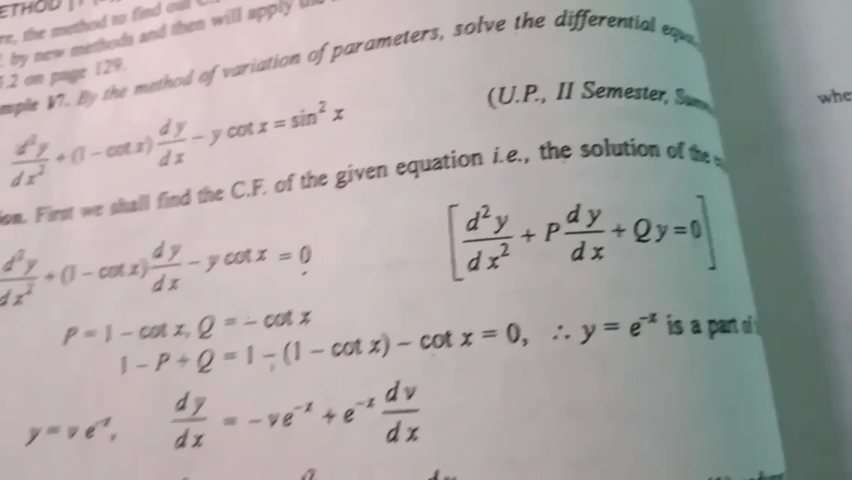 the method to find out
by new methods and then will apply
.2 on page 129.
mple 17. By the method of variation of parameters, solve the differential equa
(U.P., II Semester, Sum
d²y/dx² + (1 – cot x) dy/dx – y cot x = sin² x
whe
ion. First we shall find the C.F. of the given equation i.e., the solution of the
d²y/dx² + (1 – cot x) dy/dx – y cot x = 0 [d²y/dx² + P dy/dx + Qy = 0]
P = 1 – cot x, Q = – cot x
1 – P + Q = 1 – (1 – cot x) – cot x = 0, ∴ y = e⁻ˣ is a part of
y = v e⁻ˣ, dy/dx = – ve⁻ˣ + e⁻ˣ dv/dx